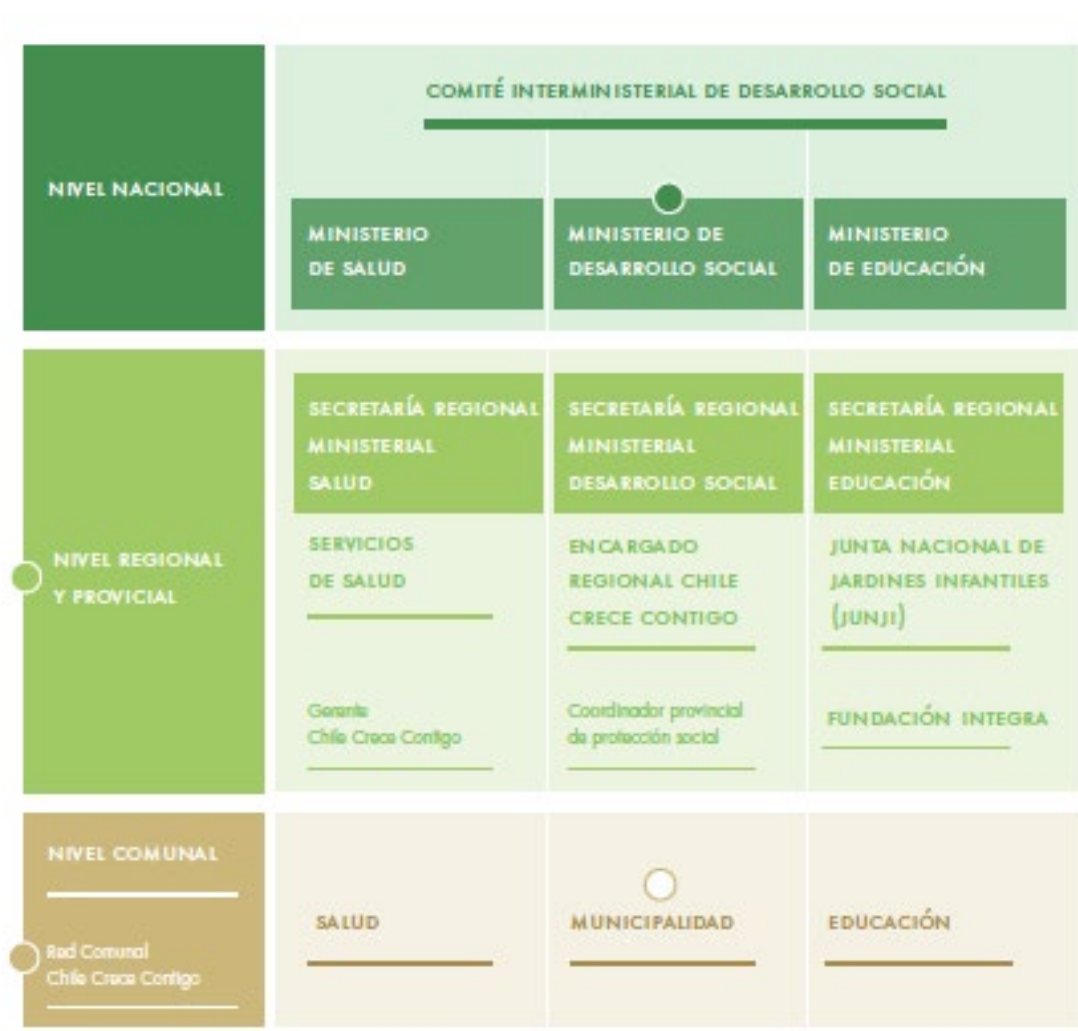 COMITÉ INTERMINISTERIAL DE DESARROLLO SOCIAL
NIVEL NACIONAL
MINISTERIO
DE SALUD
MINISTERIO DE
DESARROLLO SOCIAL
MINISTERIO
DE EDUCACIÓN
NIVEL REGIONAL
Y PROVICIAL
SECRETARÍA REGIONAL
MINISTERIAL
SALUD
SERVICIOS
DE SALUD
Gerente
Chile Crece Contigo
SECRETARÍA REGIONAL
MINISTERIAL
DESARROLLO SOCIAL
ENCARGADO
REGIONAL CHILE
CRECE CONTIGO
Coordinador provincial
de protección social
SECRETARÍA REGIONAL
MINISTERIAL
EDUCACIÓN
JUNTA NACIONAL DE
JARDINES INFANTILES
(JUNJI)
FUNDACIÓN INTEGRA
NIVEL COMUNAL
Red Comunal
Chile Crece Contigo
SALUD
MUNICIPALIDAD
EDUCACIÓN